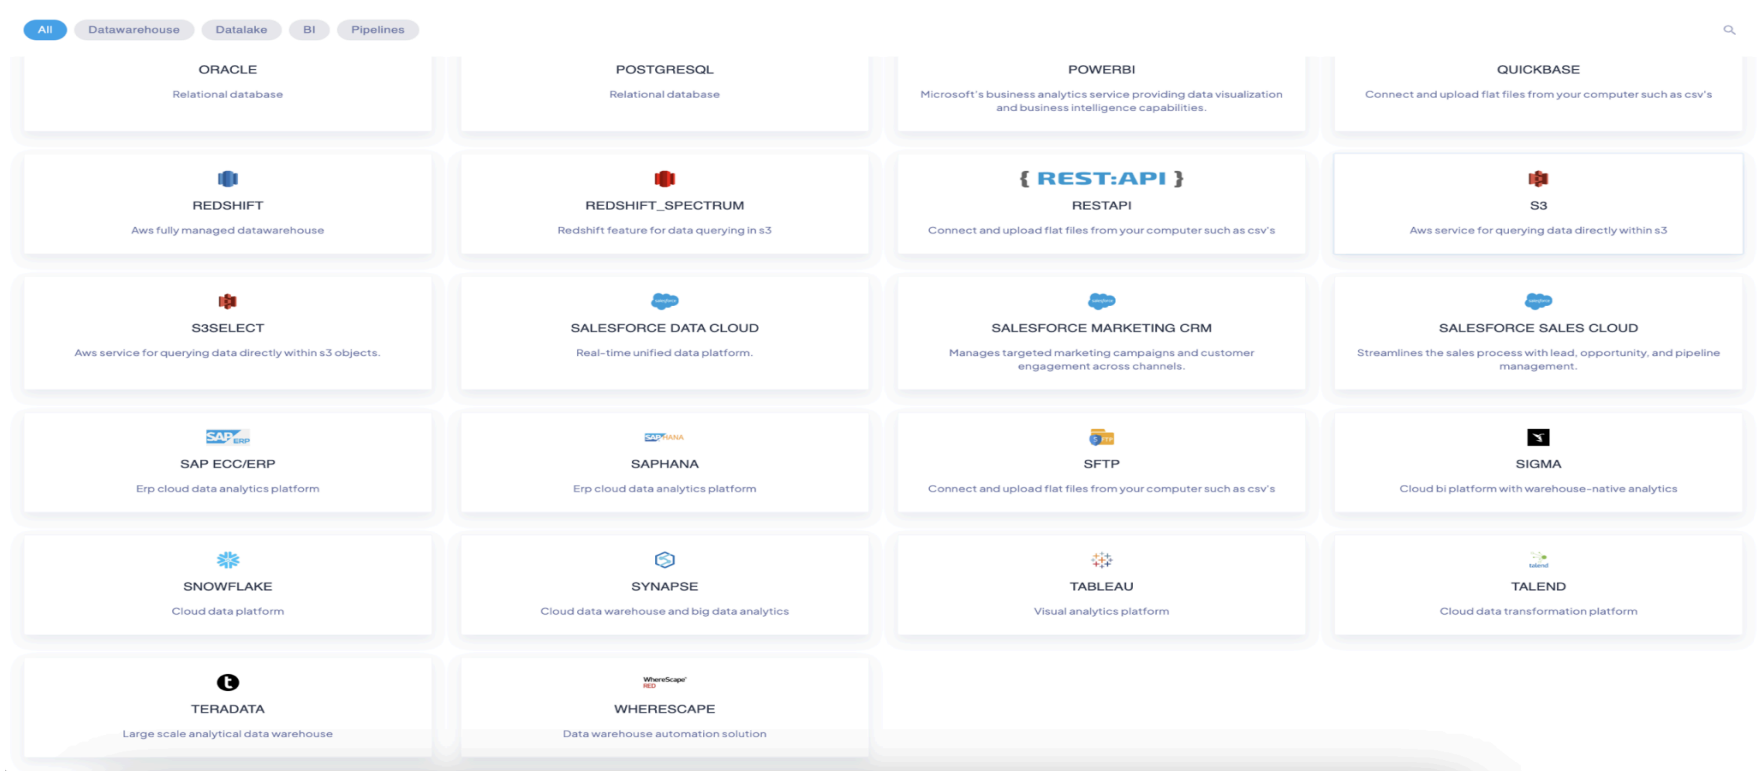 All Datawarehouse Datalake BI Pipelines
ORACLE
Relational database
POSTGRESQL
Relational database
POWERBI
Microsoft's business analytics service providing data visualization
and business intelligence capabilities.
QUICKBASE
Connect and upload flat files from your computer such as csv's
REDSHIFT
Aws fully managed datawarehouse
REDSHIFT_SPECTRUM
Redshift feature for data querying in s3
{ REST:API }
RESTAPI
Connect and upload flat files from your computer such as csv's
S3
Aws service for querying data directly within s3
S3SELECT
Aws service for querying data directly within s3 objects.
salesforce
SALESFORCE DATA CLOUD
Real-time unified data platform.
salesforce
SALESFORCE MARKETING CRM
Manages targeted marketing campaigns and customer
engagement across channels.
salesforce
SALESFORCE SALES CLOUD
Streamlines the sales process with lead, opportunity, and pipeline
management.
SAP ERP
SAP ECC/ERP
Erp cloud data analytics platform
SAP HANA
SAPHANA
Erp cloud data analytics platform
SFTP
SFTP
Connect and upload flat files from your computer such as csv's
SIGMA
Cloud bi platform with warehouse-native analytics
SNOWFLAKE
Cloud data platform
SYNAPSE
Cloud data warehouse and big data analytics
TABLEAU
Visual analytics platform
talend
TALEND
Cloud data transformation platform
t
TERADATA
Large scale analytical data warehouse
WhereScape®
RED
WHERESCAPE
Data warehouse automation solution